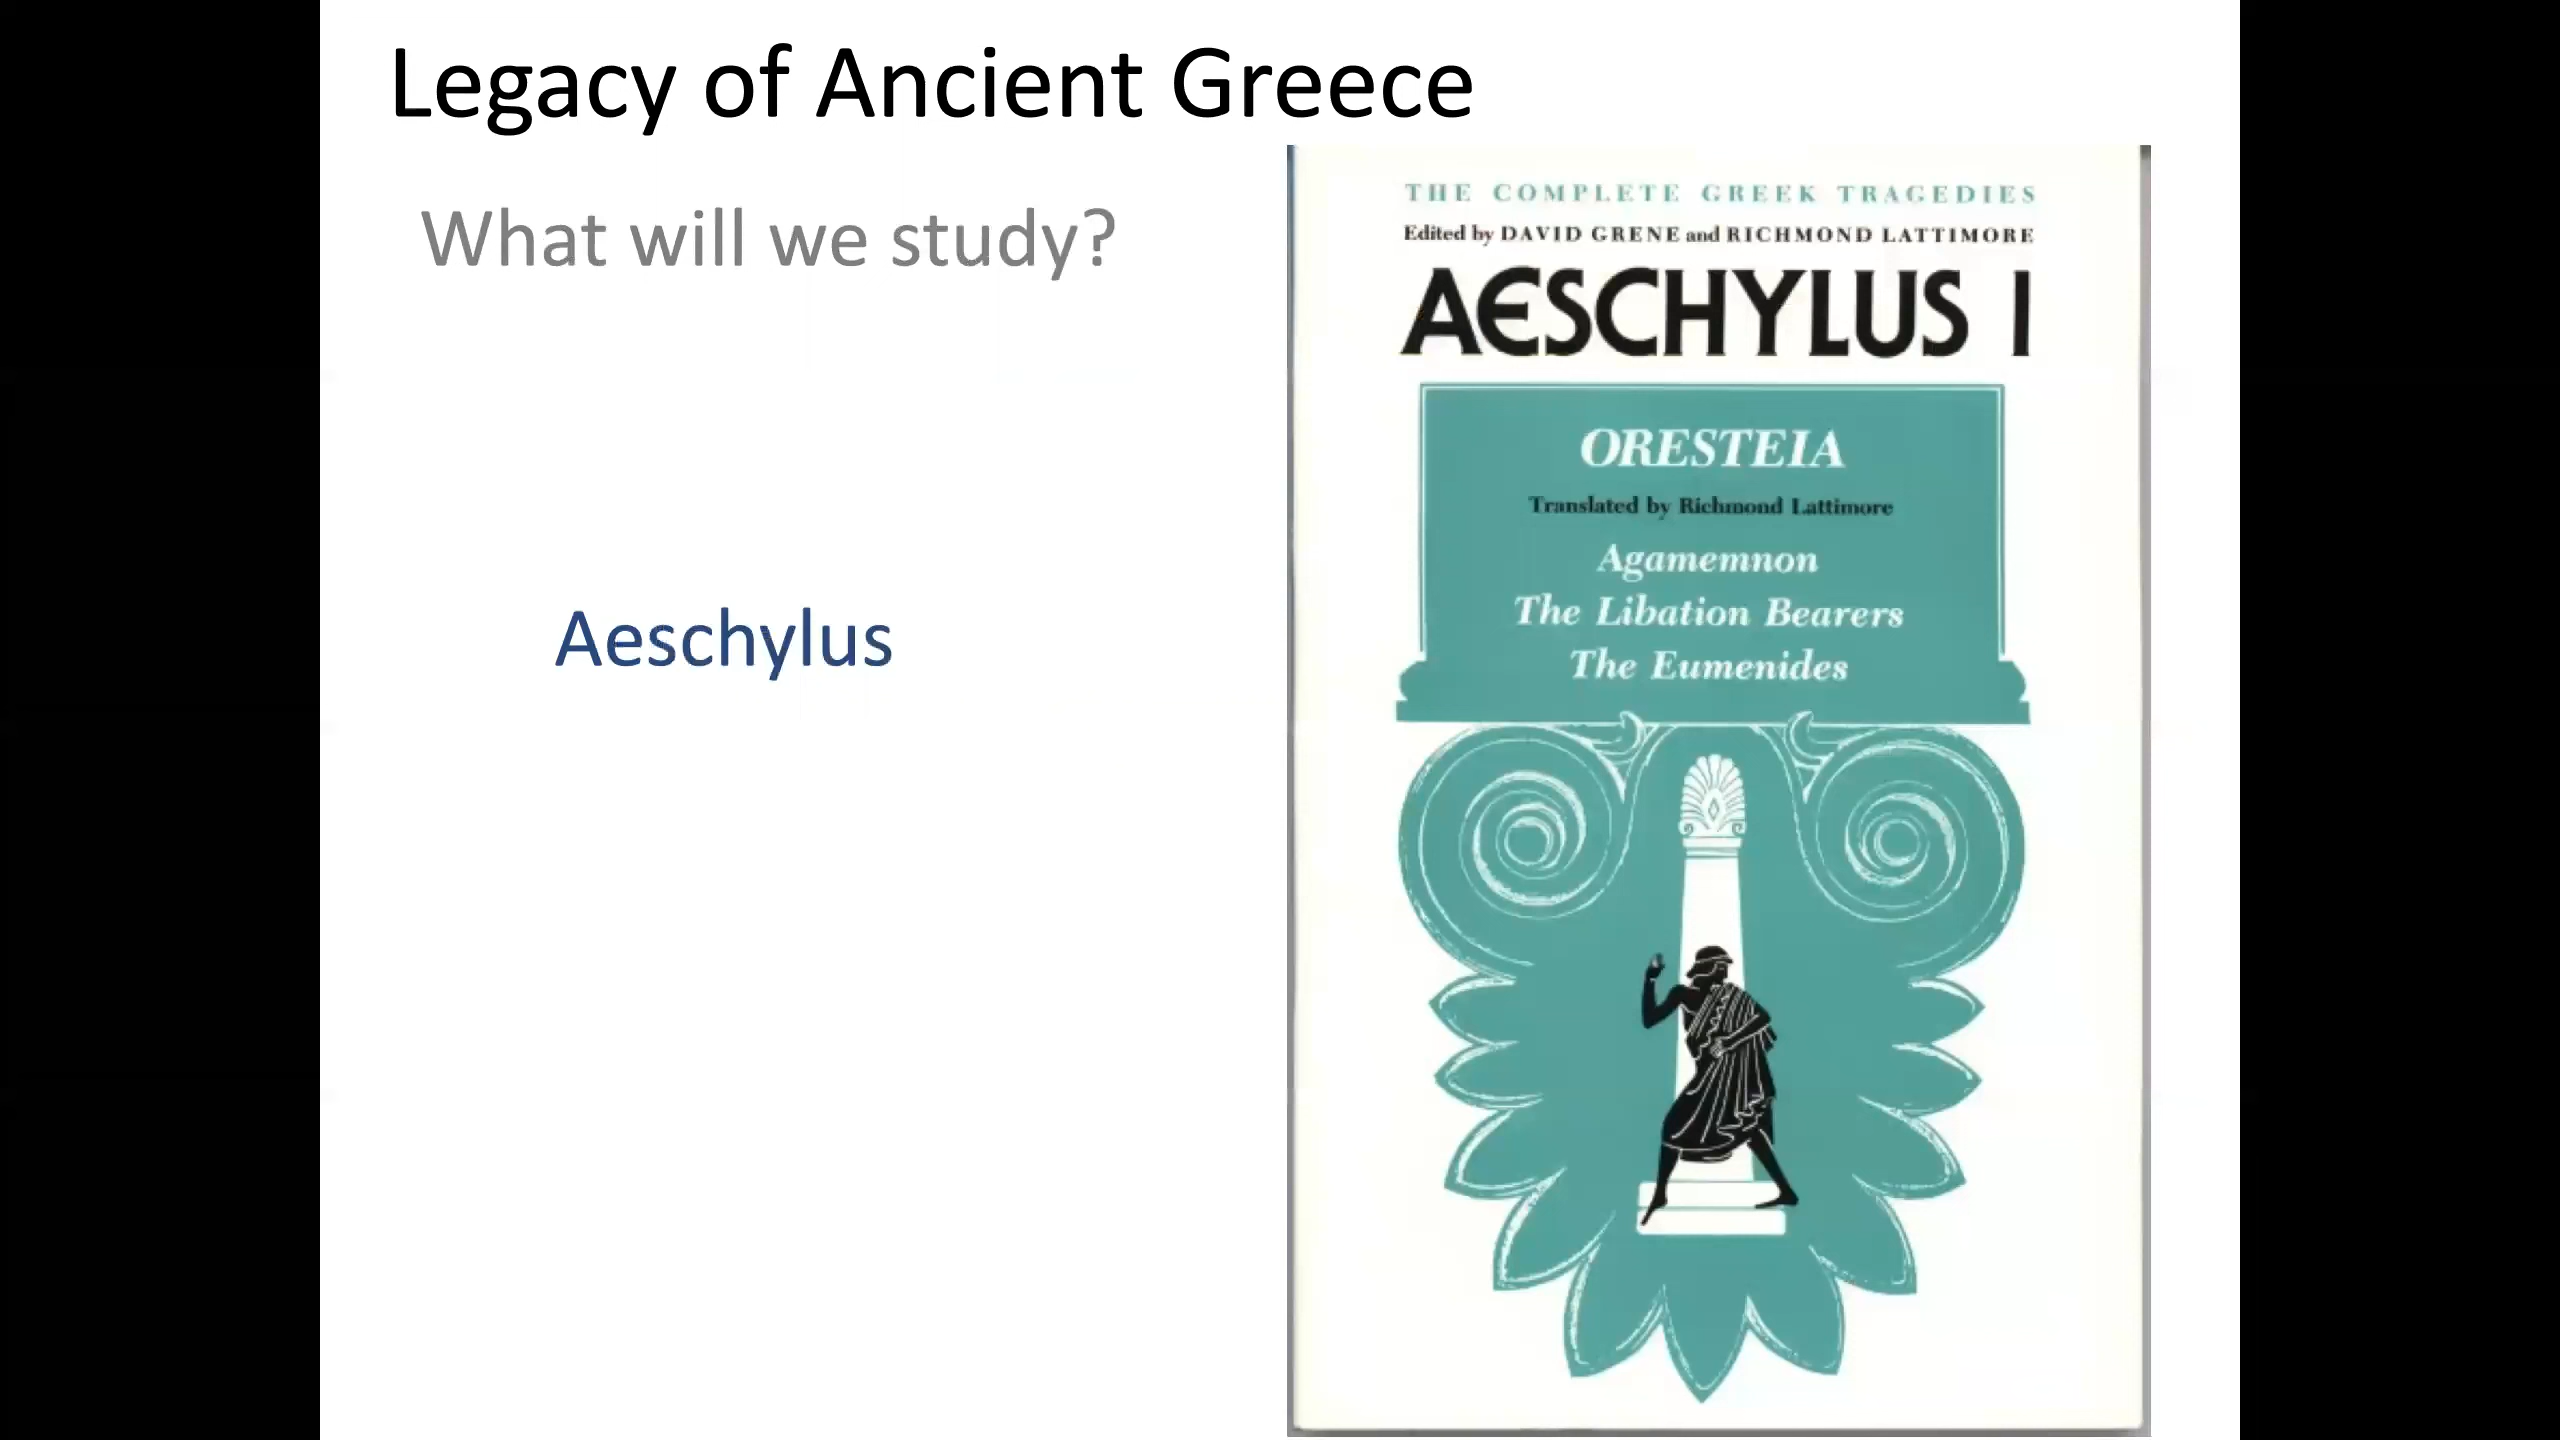 Legacy of Ancient Greece
What will we study?
Aeschylus
THE COMPLETE GREEK TRAGEDIES
Edited by DAVID GRENE and RICHMOND LATTIMORE
AESCHYLUS I
ORESTEIA
Translated by Richmond Lattimore
Agamemnon
The Libation Bearers
The Eumenides